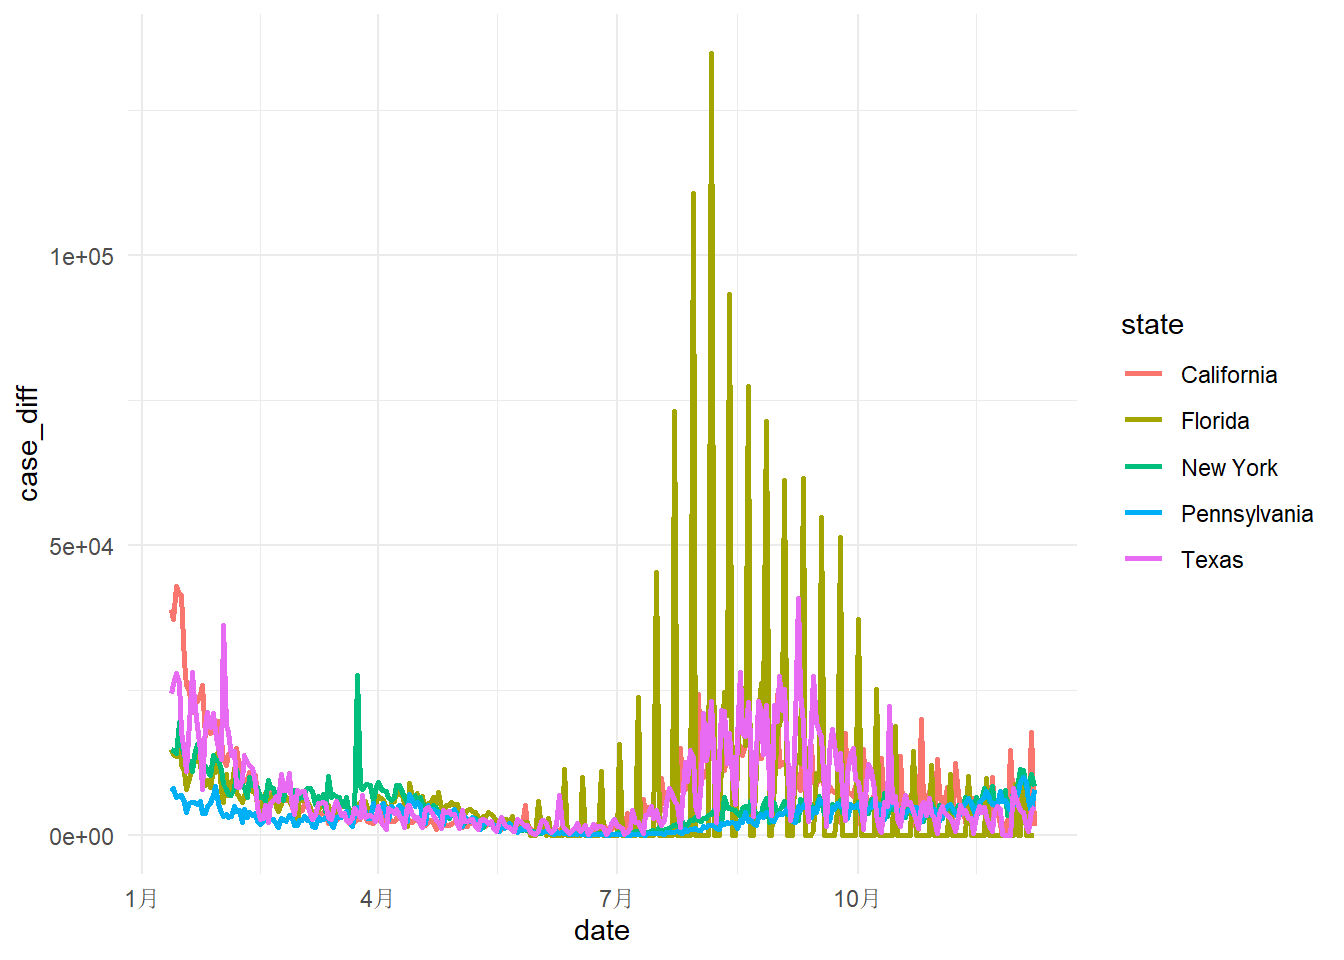 case_diff
1e+05
5e+04
0e+00
1月 4月 7月 10月
date
state
California
Florida
New York
Pennsylvania
Texas